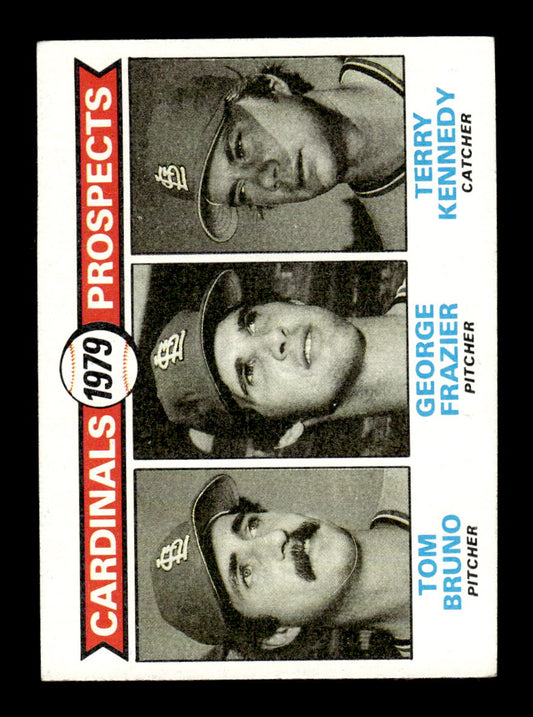 CARDINALS 1979 PROSPECTS
TOM
BRUNO
PITCHER
GEORGE
FRAZIER
PITCHER
TERRY
KENNEDY
CATCHER